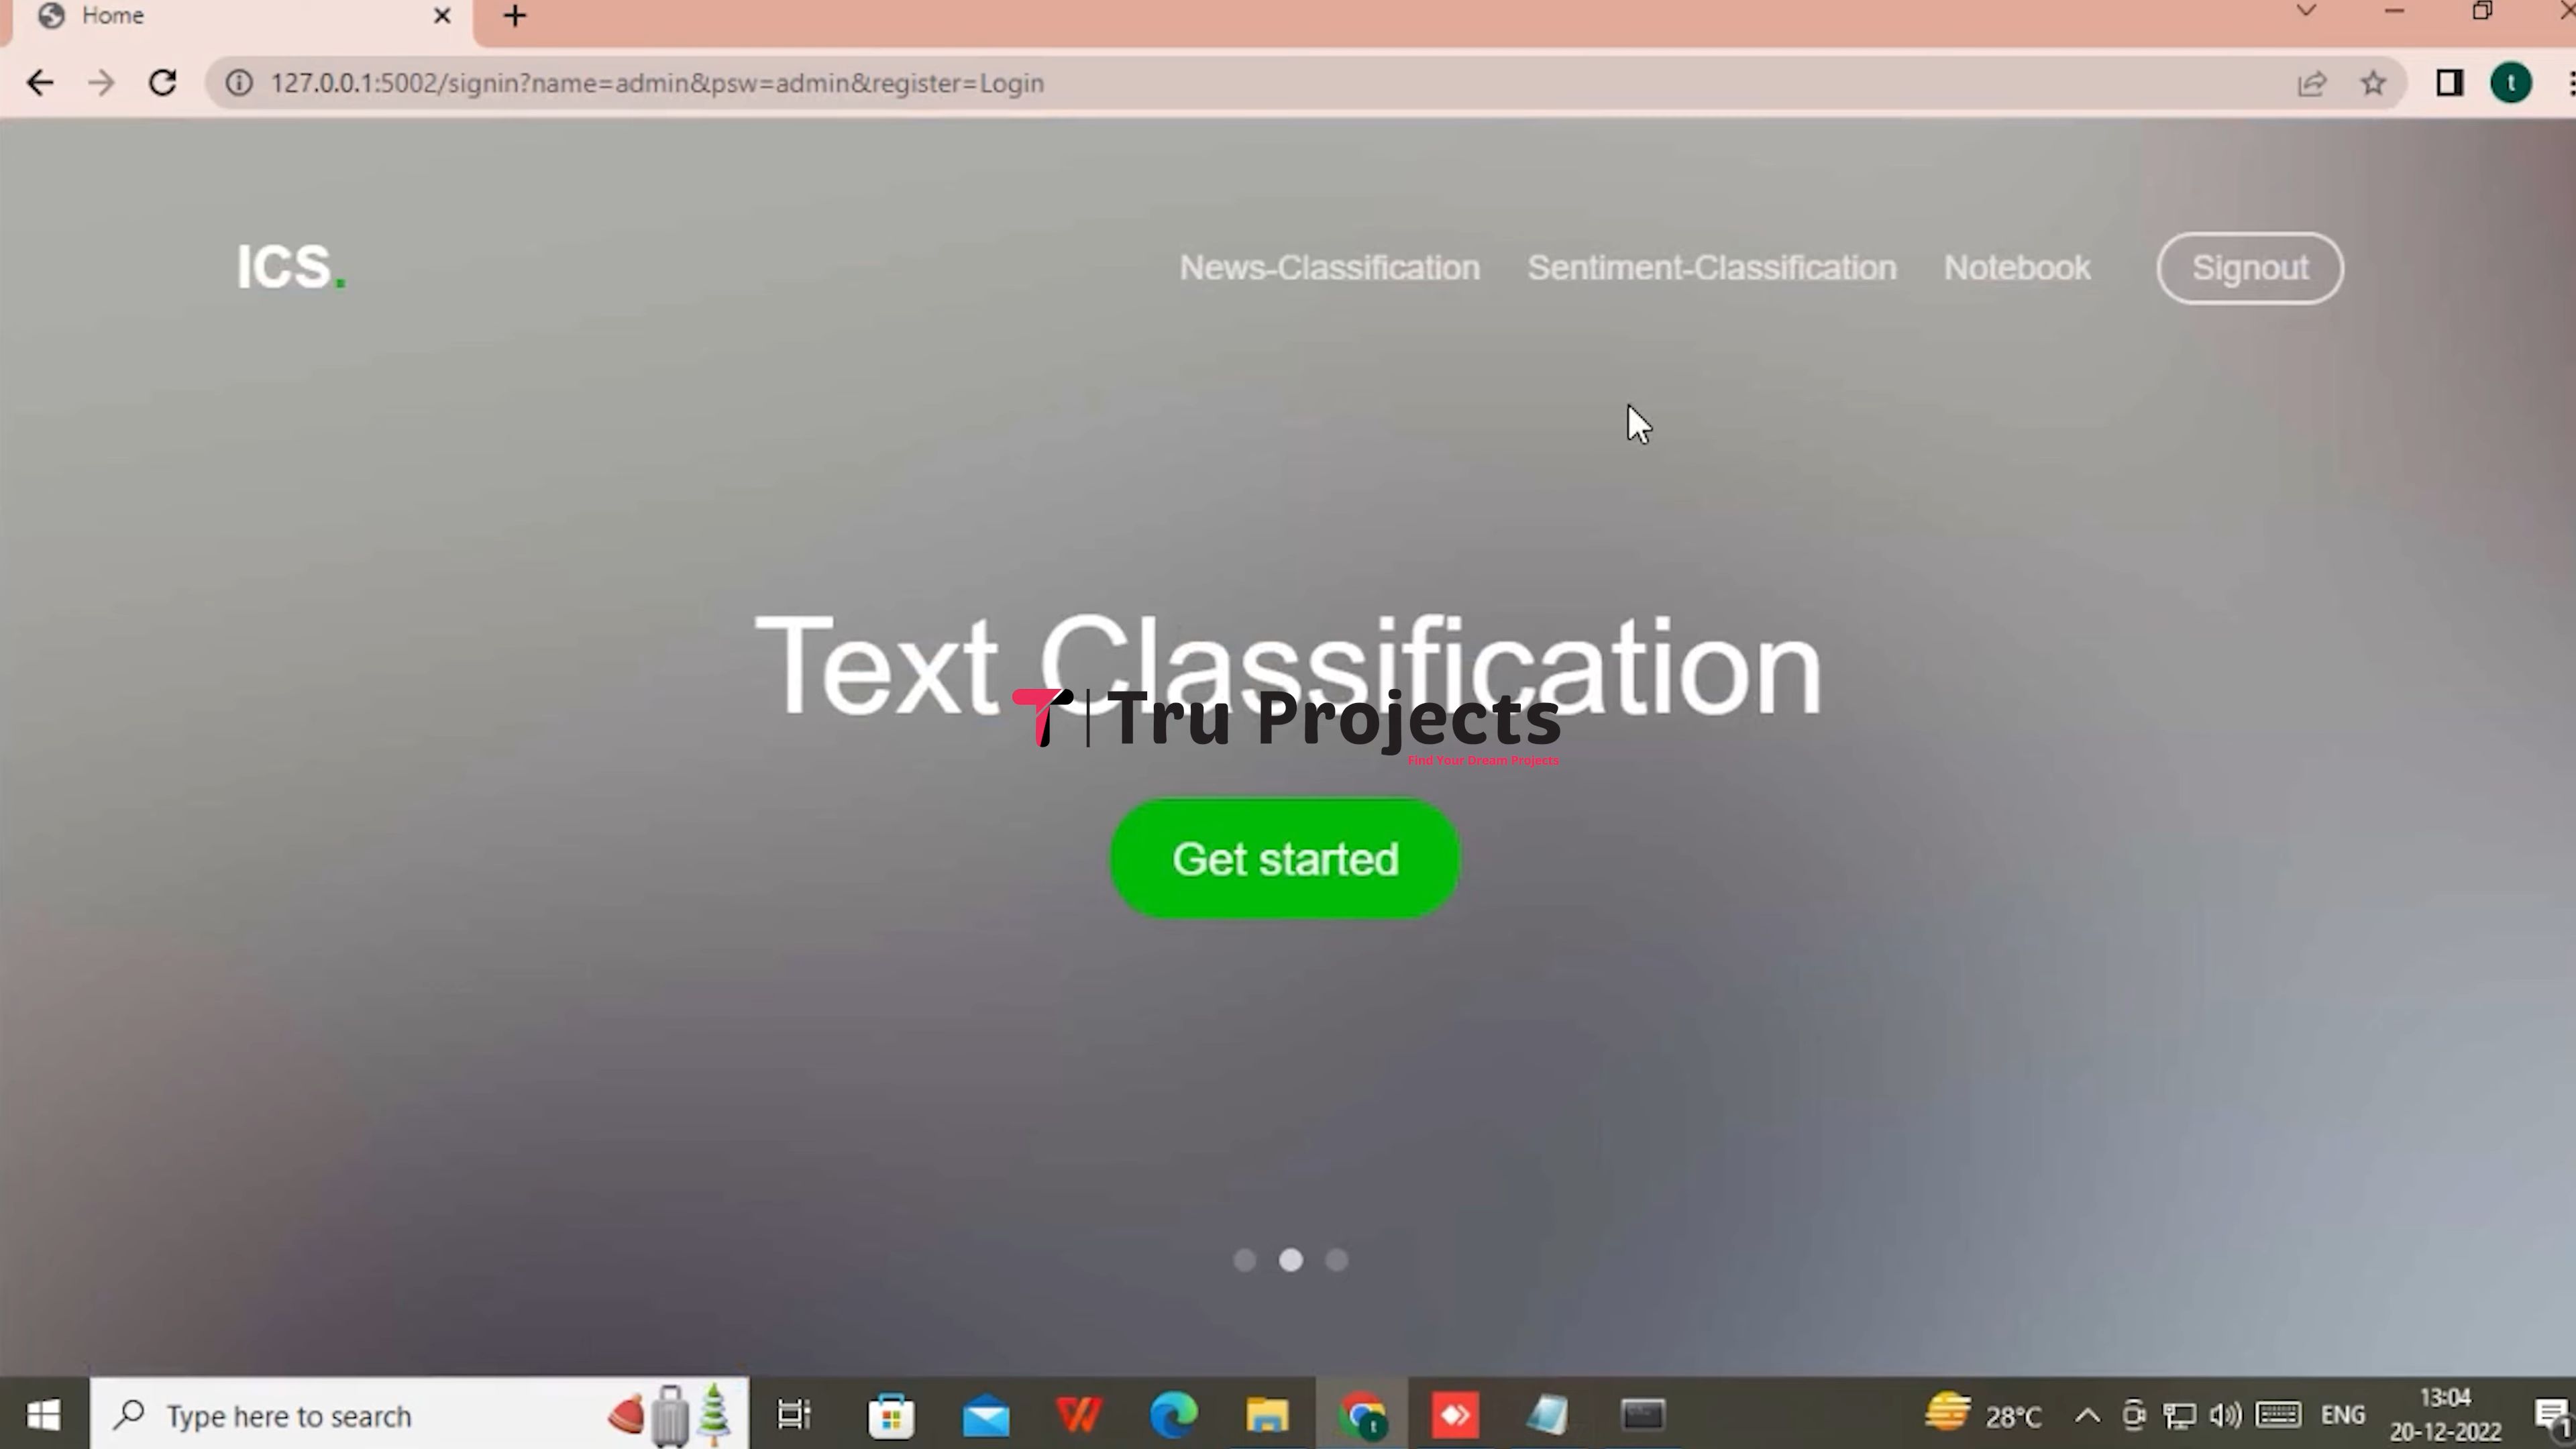 Home
127.0.0.1:5002/signin?name=admin&psw=admin&register=Login
t
ICS.
News-Classification
Sentiment-Classification
Notebook
Signout
Text Classification
Tru Projects
Find Your Dream Projects
Get started
Type here to search
t
28°C
ENG
13:04
20-12-2022
1